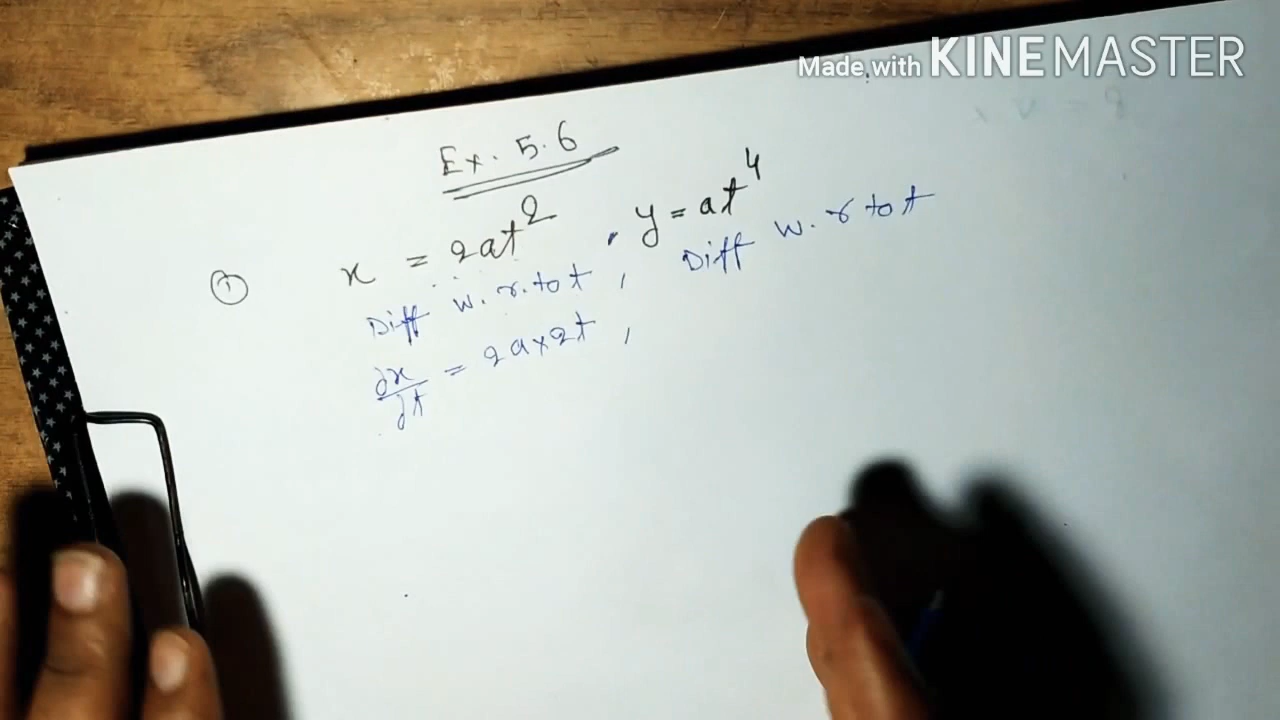 Made with KINEMASTER
Ex. 5.6
① x = 2at², y = at⁴
Diff w.r.to t, Diff w.r to t
dx/dt = 2a×2t,